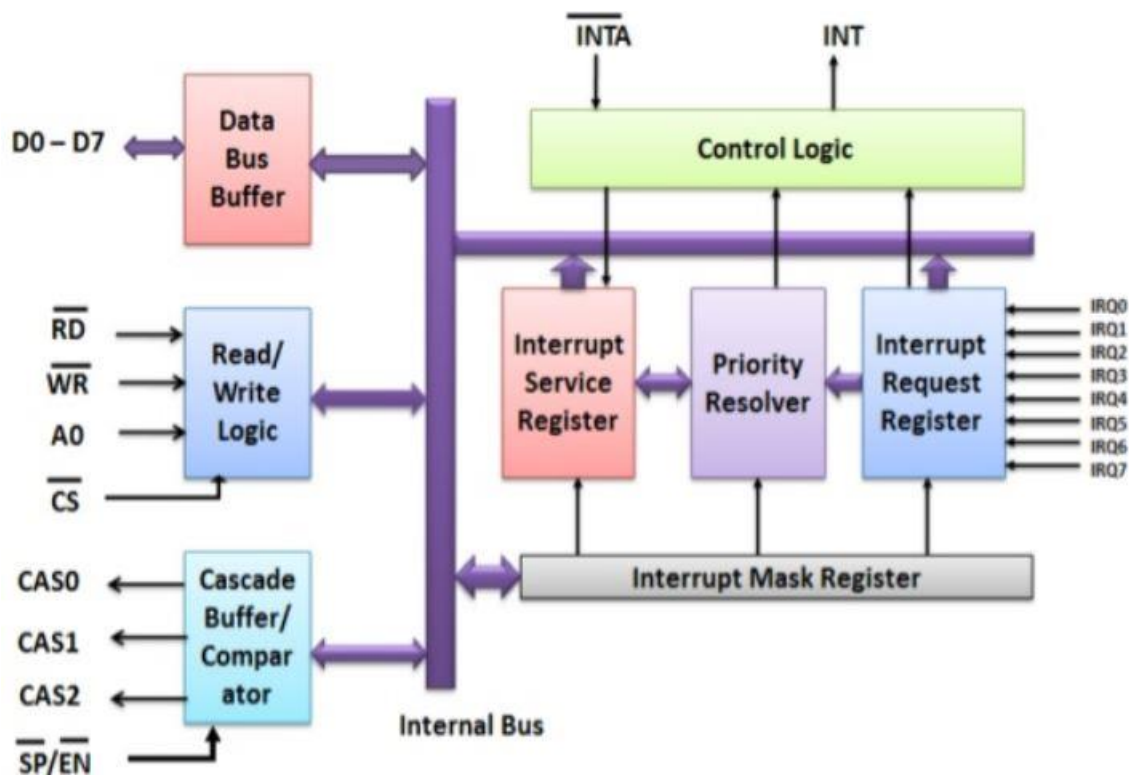 INTA
INT
D0 – D7
Data
Bus
Buffer
Control Logic
RD
WR
A0
CS
Read/
Write
Logic
Interrupt
Service
Register
Priority
Resolver
Interrupt
Request
Register
IRQ0
IRQ1
IRQ2
IRQ3
IRQ4
IRQ5
IRQ6
IRQ7
CAS0
CAS1
CAS2
SP/EN
Cascade
Buffer/
Compar
ator
Interrupt Mask Register
Internal Bus